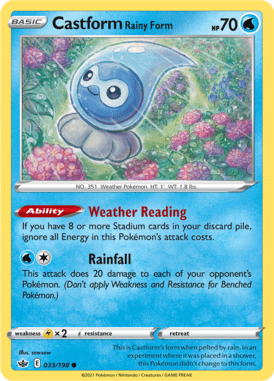 BASIC
Castform Rainy Form
HP 70
NO. 351 Weather Pokémon HT: 1' WT: 1.8 lbs.
Ability Weather Reading
If you have 8 or more Stadium cards in your discard pile,
ignore all Energy in this Pokémon's attack costs.
Rainfall
This attack does 20 damage to each of your opponent's
Pokémon. (Don't apply Weakness and Resistance for Benched
Pokémon.)
Illus. sowsow
weakness ×2 resistance retreat
E 033/198
This is Castform's form when pelted by rain. In an
experiment where it was placed in a shower,
this Pokémon didn't change to this form.
©2021 Pokémon / Nintendo / Creatures / GAME FREAK